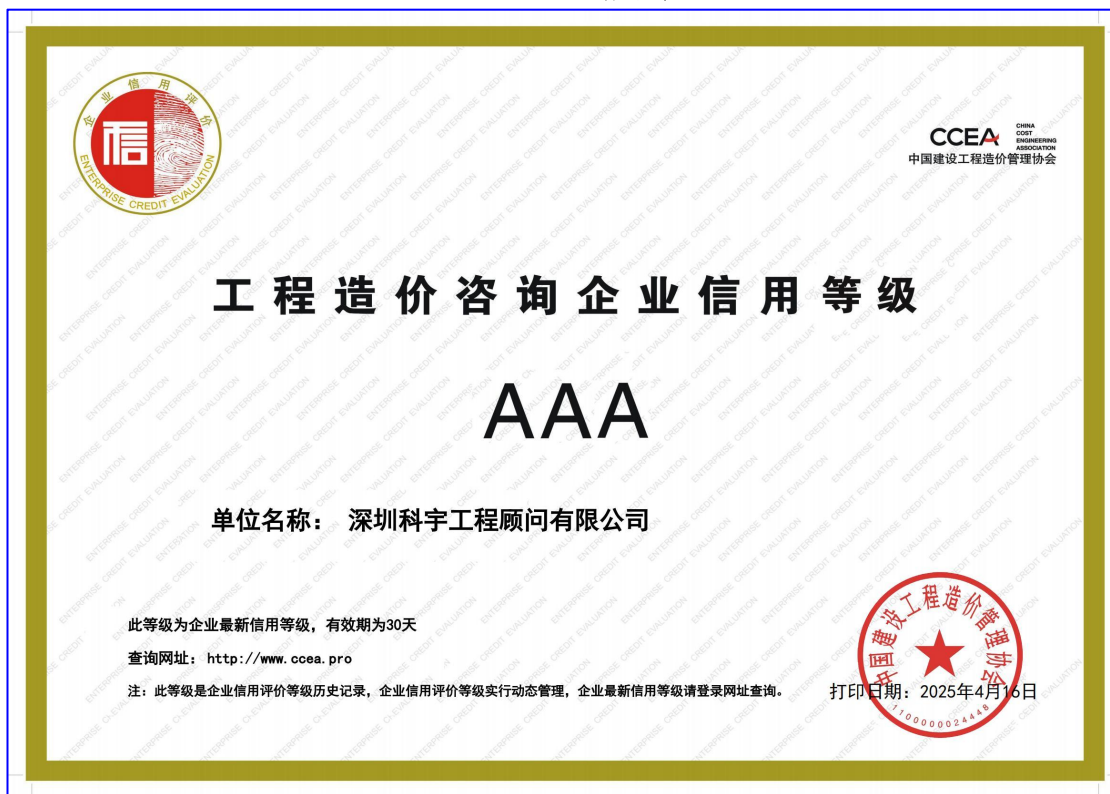 企业信用评价
信
ENTERPRISE CREDIT EVALUATION
CCEA
CHINA
COST
ENGINEERING
ASSOCIATION
中国建设工程造价管理协会
工程造价咨询企业信用等级
AAA
单位名称： 深圳科宇工程顾问有限公司
此等级为企业最新信用等级，有效期为30天
查询网址：http://www.ccea.pro
注：此等级是企业信用评价等级历史记录，企业信用评价等级实行动态管理，企业最新信用等级请登录网址查询。
打印日期：2025年4月16日
中国建设工程造价管理协会
1100000024448